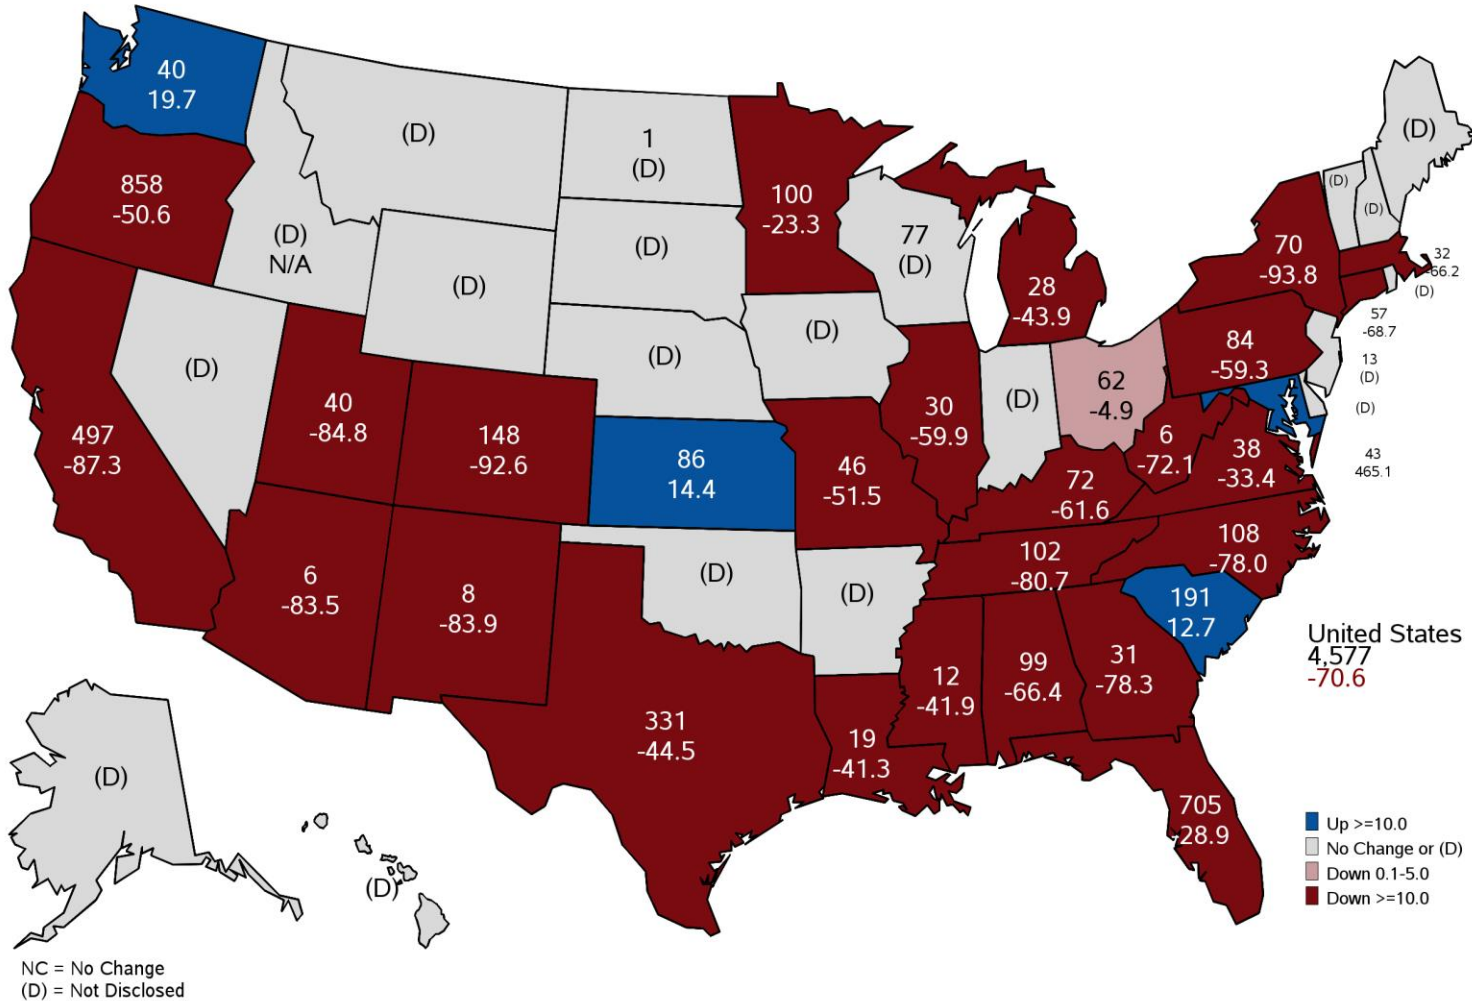 40
19.7
858
-50.6
497
-87.3
(D)
(D)
N/A
(D)
(D)
40
-84.8
148
-92.6
6
-83.5
8
-83.9
1
(D)
(D)
(D)
86
14.4
(D)
331
-44.5
100
-23.3
(D)
46
-51.5
(D)
19
-41.3
77
(D)
30
-59.9
28
-43.9
(D)
62
-4.9
72
-61.6
102
-80.7
12
-41.9
99
-66.4
31
-78.3
705
-28.9
191
12.7
108
-78.0
38
-33.4
6
-72.1
84
-59.3
70
-93.8
(D)
(D)
(D)
32
-66.2
(D)
57
-68.7
13
(D)
(D)
43
465.1
United States
4,577
-70.6
(D)
(D)
Up >=10.0
No Change or (D)
Down 0.1-5.0
Down >=10.0
NC = No Change
(D) = Not Disclosed